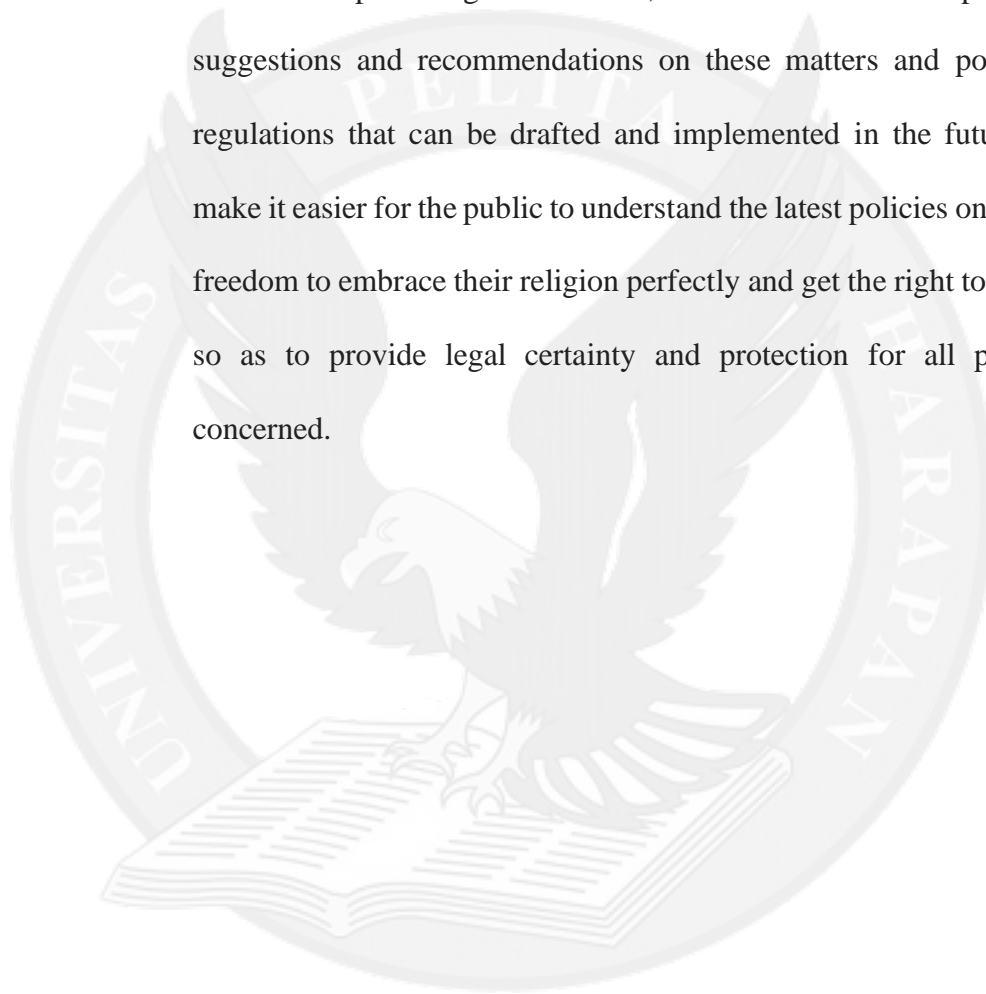 suggestions and recommendations on these matters and po
regulations that can be drafted and implemented in the futu
make it easier for the public to understand the latest policies on
freedom to embrace their religion perfectly and get the right to
so as to provide legal certainty and protection for all p
concerned.
UNIVERSITAS PELITA HARAPAN